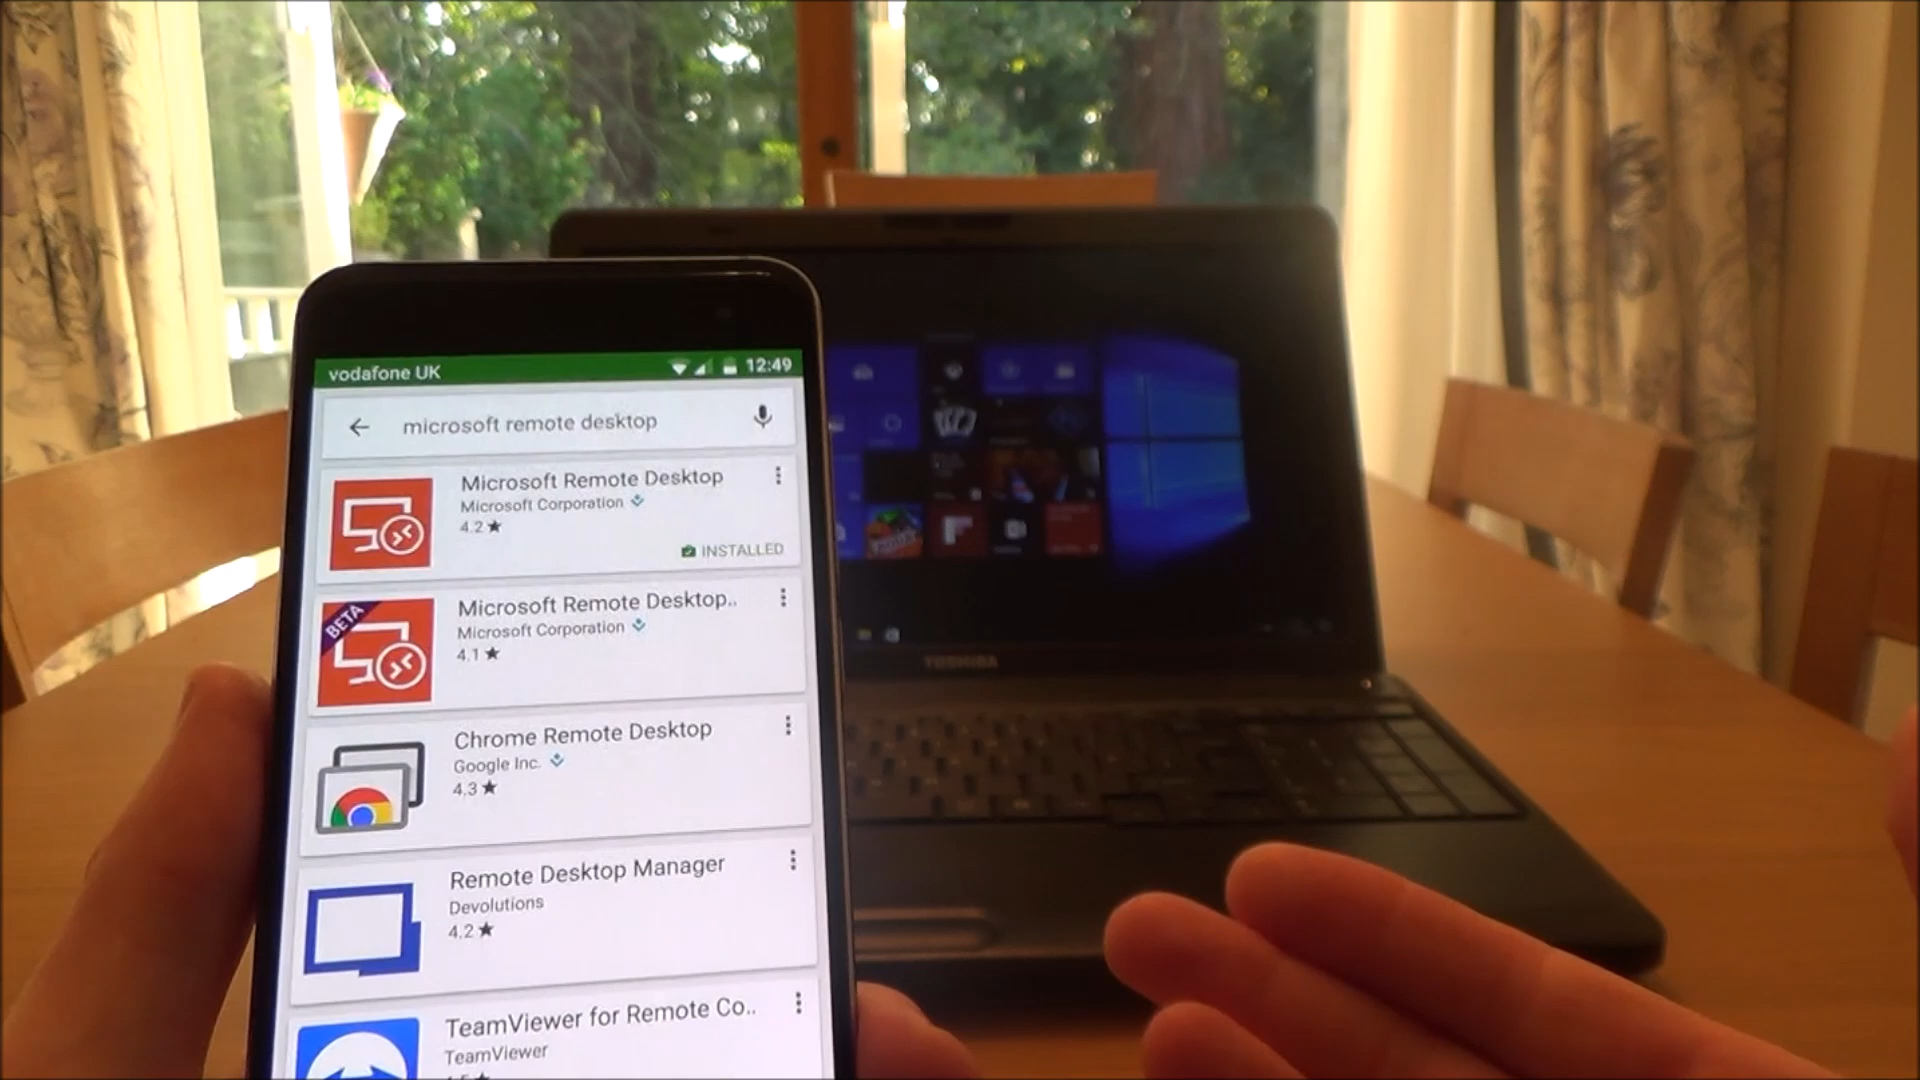 vodafone UK 12:49
microsoft remote desktop
Microsoft Remote Desktop
Microsoft Corporation
4.2 ★
INSTALLED
BETA
Microsoft Remote Desktop..
Microsoft Corporation
4.1 ★
Chrome Remote Desktop
Google Inc.
4.3 ★
Remote Desktop Manager
Devolutions
4.2 ★
TeamViewer for Remote Co..
TeamViewer
TOSHIBA